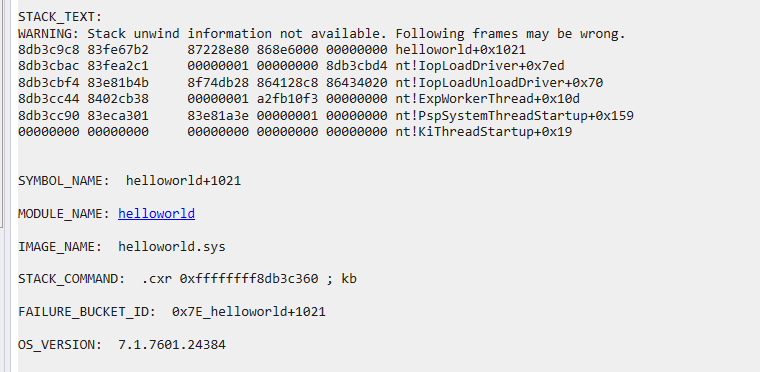 STACK_TEXT:
WARNING: Stack unwind information not available. Following frames may be wrong.
8db3c9c8 83fe67b2     87228e80 868e6000 00000000 helloworld+0x1021
8db3cbac 83fea2c1     00000001 00000000 8db3cbd4 nt!IopLoadDriver+0x7ed
8db3cbf4 83e81b4b     8f74db28 864128c8 86434020 nt!IopLoadUnloadDriver+0x70
8db3cc44 8402cb38     00000001 a2fb10f3 00000000 nt!ExpWorkerThread+0x10d
8db3cc90 83eca301     83e81a3e 00000001 00000000 nt!PspSystemThreadStartup+0x159
00000000 00000000     00000000 00000000 00000000 nt!KiThreadStartup+0x19
SYMBOL_NAME:  helloworld+1021
MODULE_NAME: helloworld
IMAGE_NAME:  helloworld.sys
STACK_COMMAND:  .cxr 0xffffffff8db3c360 ; kb
FAILURE_BUCKET_ID:  0x7E_helloworld+1021
OS_VERSION:  7.1.7601.24384